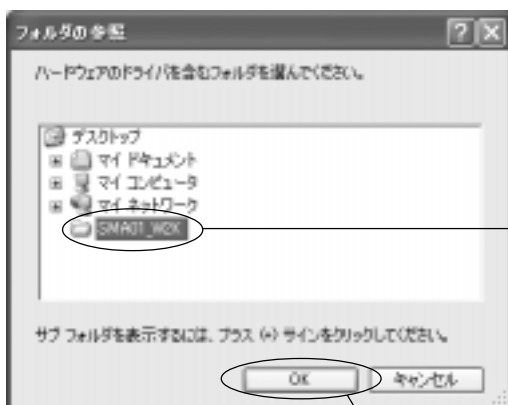 フォルダの参照
ハードウェアのドライバを含むフォルダを選んでください。
デスクトップ
マイ ドキュメント
マイ コンピュータ
マイ ネットワーク
SMA01_W2K
サブ フォルダを表示するには、プラス (+) サインをクリックしてください。
OK
キャンセル